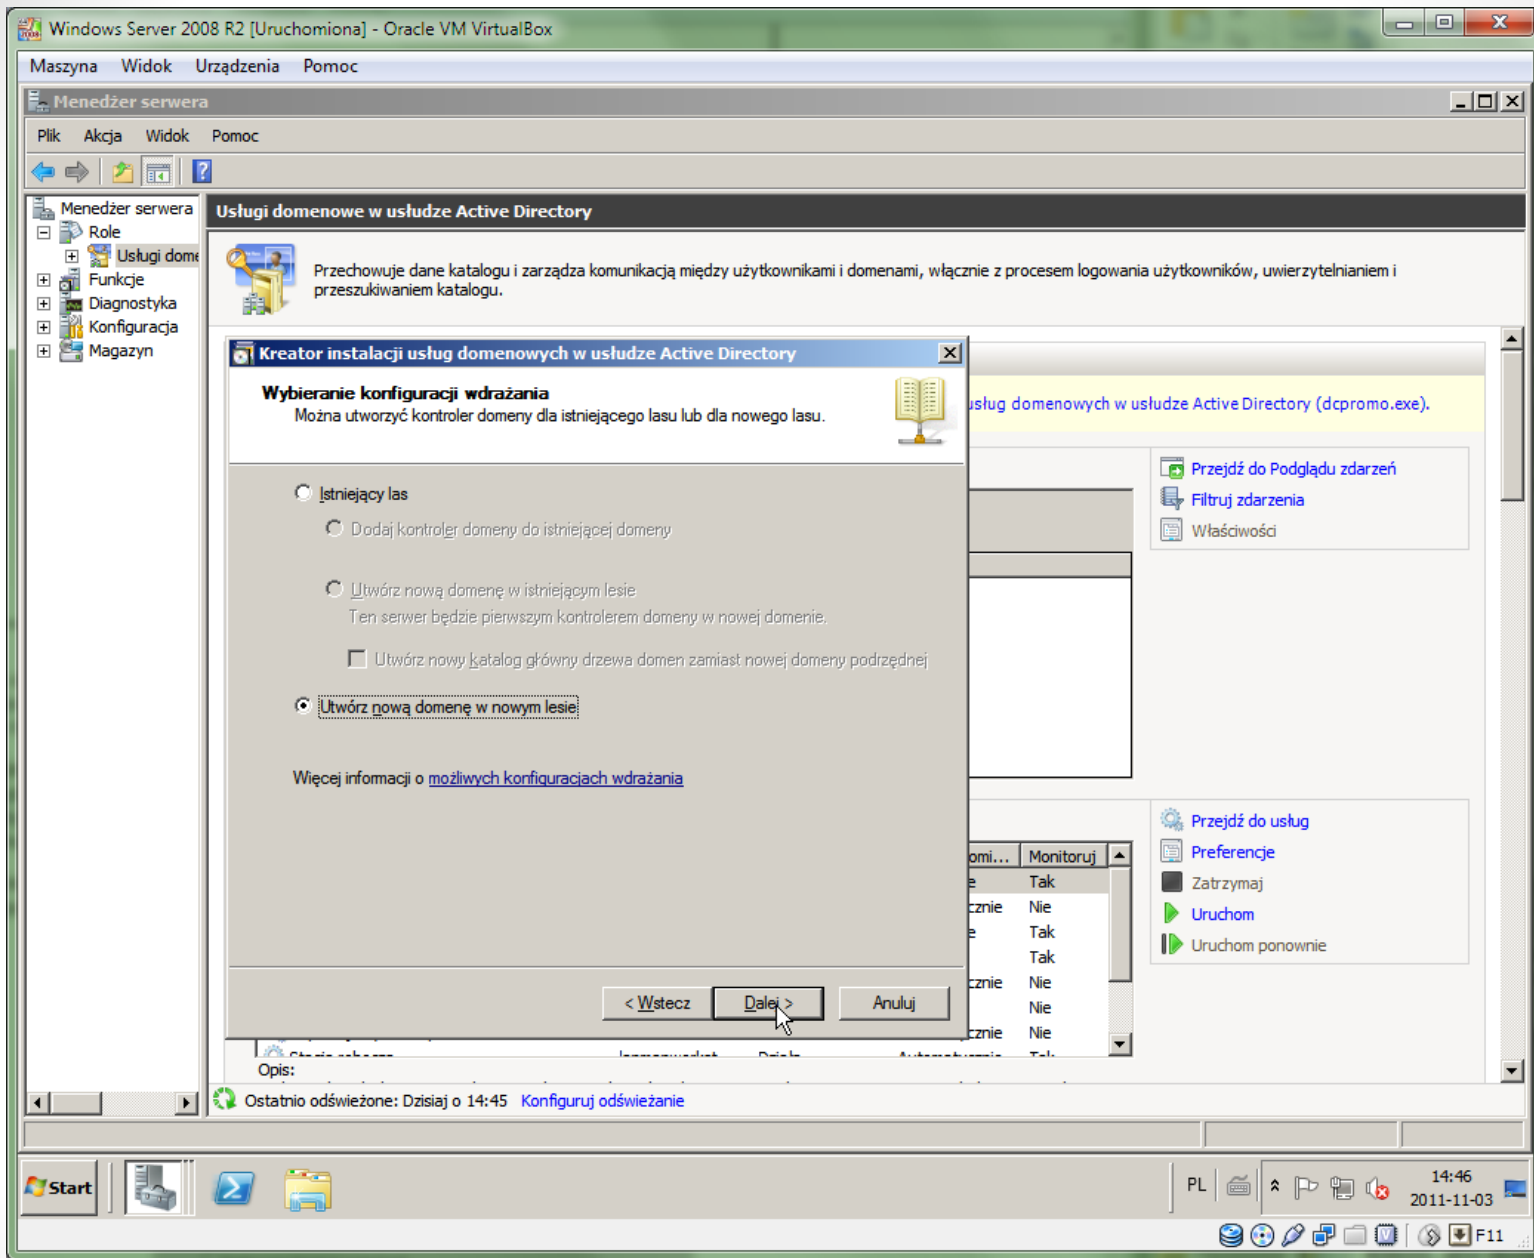 Windows Server 2008 R2 [Uruchomiona] - Oracle VM VirtualBox
Maszyna Widok Urządzenia Pomoc
Menedżer serwera
Plik Akcja Widok Pomoc
Menedżer serwera
Role
Usługi dome
Funkcje
Diagnostyka
Konfiguracja
Magazyn
Usługi domenowe w usłudze Active Directory
Przechowuje dane katalogu i zarządza komunikacją między użytkownikami i domenami, włącznie z procesem logowania użytkowników, uwierzytelnianiem i
przeszukiwaniem katalogu.
usług domenowych w usłudze Active Directory (dcpromo.exe).
Kreator instalacji usług domenowych w usłudze Active Directory
Wybieranie konfiguracji wdrażania
Można utworzyć kontroler domeny dla istniejącego lasu lub dla nowego lasu.
Istniejący las
Dodaj kontroler domeny do istniejącej domeny
Utwórz nową domenę w istniejącym lesie
Ten serwer będzie pierwszym kontrolerem domeny w nowej domenie.
Utwórz nowy katalog główny drzewa domen zamiast nowej domeny podrzędnej
Utwórz nową domenę w nowym lesie
Więcej informacji o możliwych konfiguracjach wdrażania
< Wstecz Dalej > Anuluj
Przejdź do Podglądu zdarzeń
Filtruj zdarzenia
Właściwości
Przejdź do usług
Preferencje
Zatrzymaj
Uruchom
Uruchom ponownie
omi... Monitoruj
e Tak
cznie Nie
e Tak
Tak
cznie Nie
Nie
cznie Nie
Opis:
Ostatnio odświeżone: Dzisiaj o 14:45 Konfiguruj odświeżanie
Start
PL
14:46
2011-11-03
F11